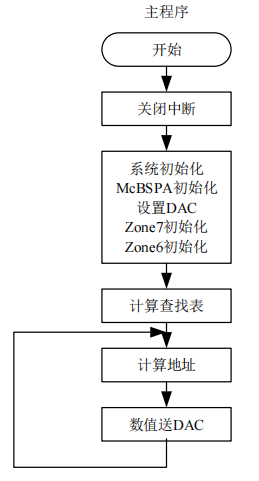 主程序
开始
关闭中断
系统初始化
McBSPA初始化
设置DAC
Zone7初始化
Zone6初始化
计算查找表
计算地址
数值送DAC